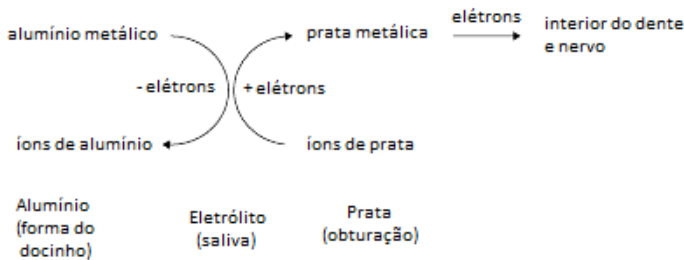 alumínio metálico
prata metálica
elétrons
interior do dente
e nervo
- elétrons
+ elétrons
íons de alumínio
íons de prata
Alumínio
(forma do
docinho)
Eletrólito
(saliva)
Prata
(obturação)